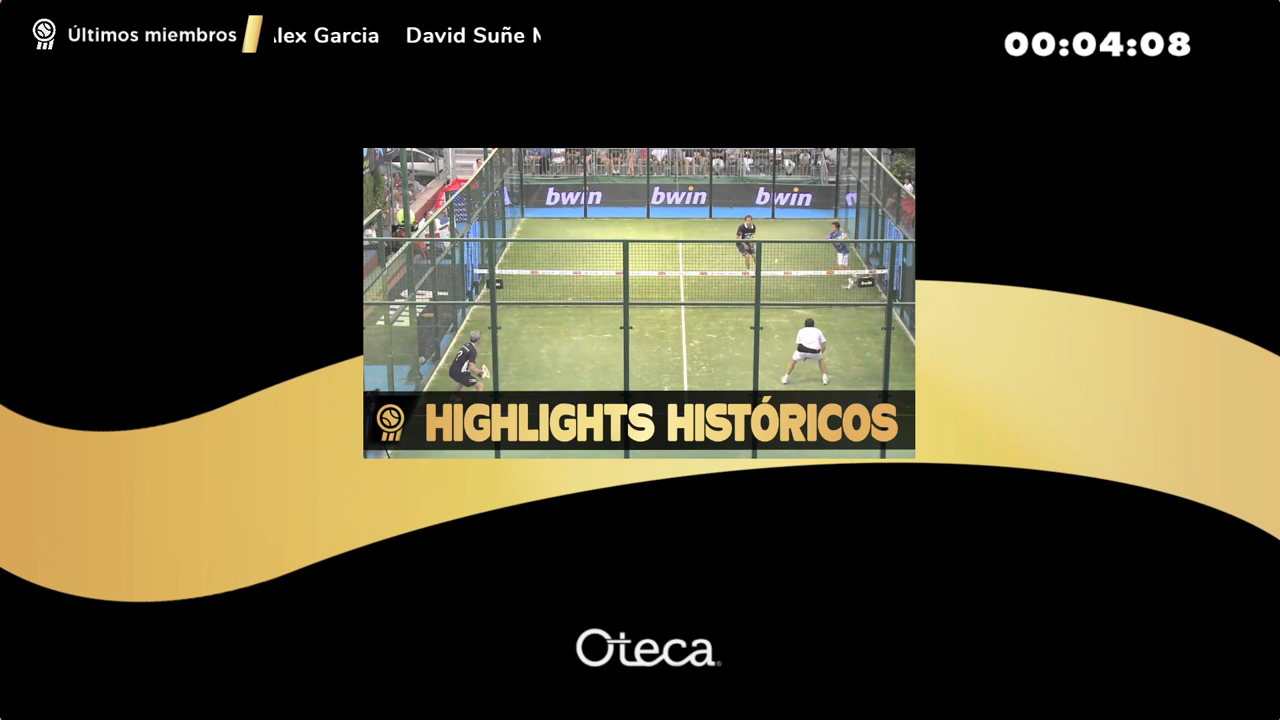 Últimos miembros
lex Garcia David Suñe
00:04:08
bwin bwin bwin
HIGHLIGHTS HISTÓRICOS
Oteca